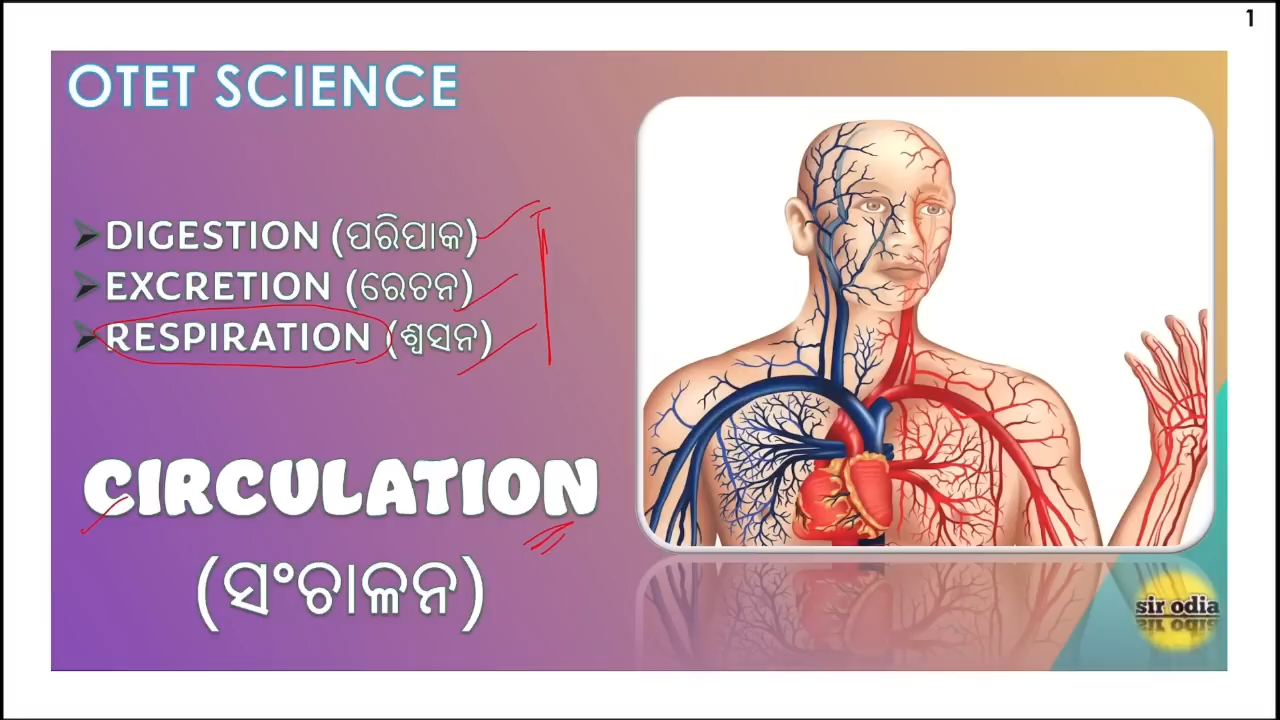 1
OTET SCIENCE
DIGESTION (ପରିପାକ)
EXCRETION (ରେଚନ)
RESPIRATION (ଶ୍ୱସନ)
CIRCULATION
(ସଂଚାଳନ)
sir odia